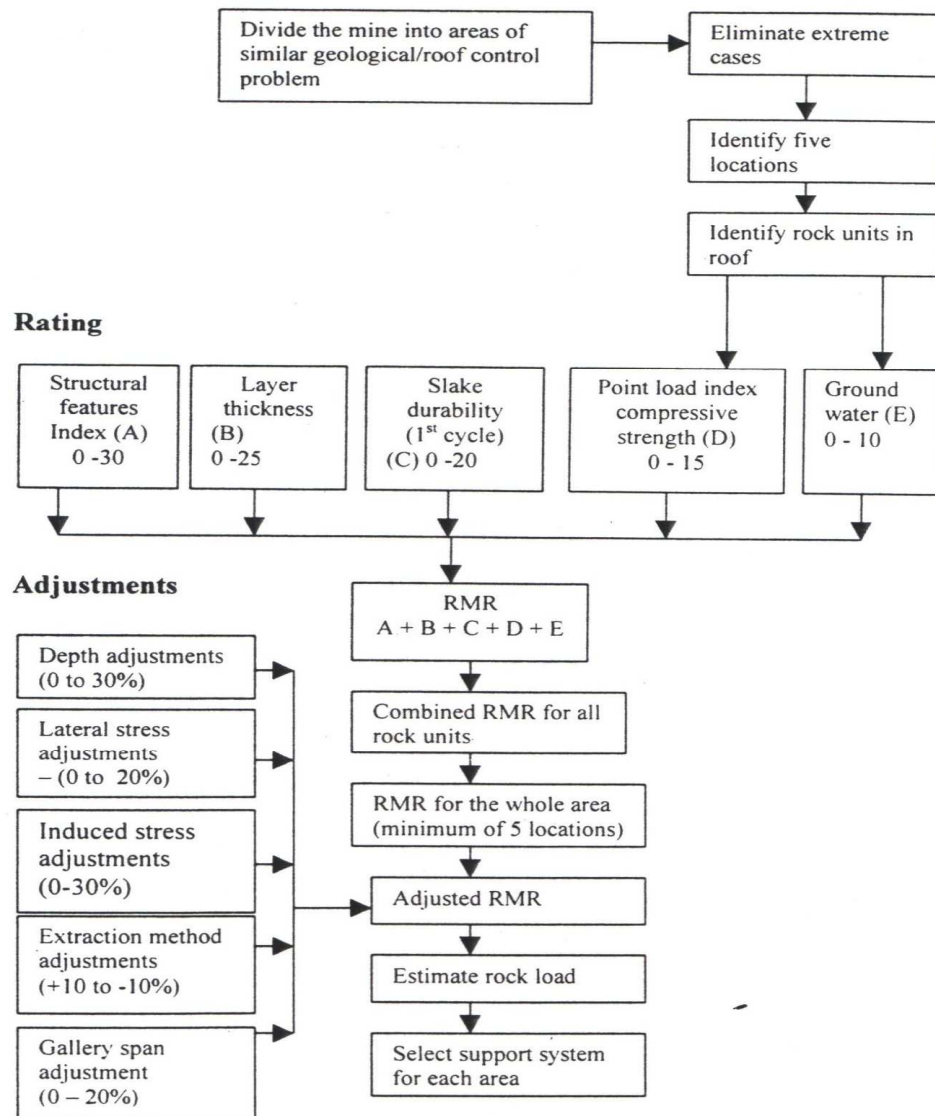 Divide the mine into areas of
similar geological/roof control
problem
Eliminate extreme
cases
Identify five
locations
Identify rock units in
roof
Rating
Structural
features
Index (A)
0 -30
Layer
thickness
(B)
0 -25
Slake
durability
(1st cycle)
(C) 0 -20
Point load index
compressive
strength (D)
0 - 15
Ground
water (E)
0 - 10
Adjustments
RMR
A + B + C + D + E
Combined RMR for all
rock units
RMR for the whole area
(minimum of 5 locations)
Adjusted RMR
Estimate rock load
Select support system
for each area
Depth adjustments
(0 to 30%)
Lateral stress
adjustments
– (0 to 20%)
Induced stress
adjustments
(0-30%)
Extraction method
adjustments
(+10 to -10%)
Gallery span
adjustment
(0 – 20%)